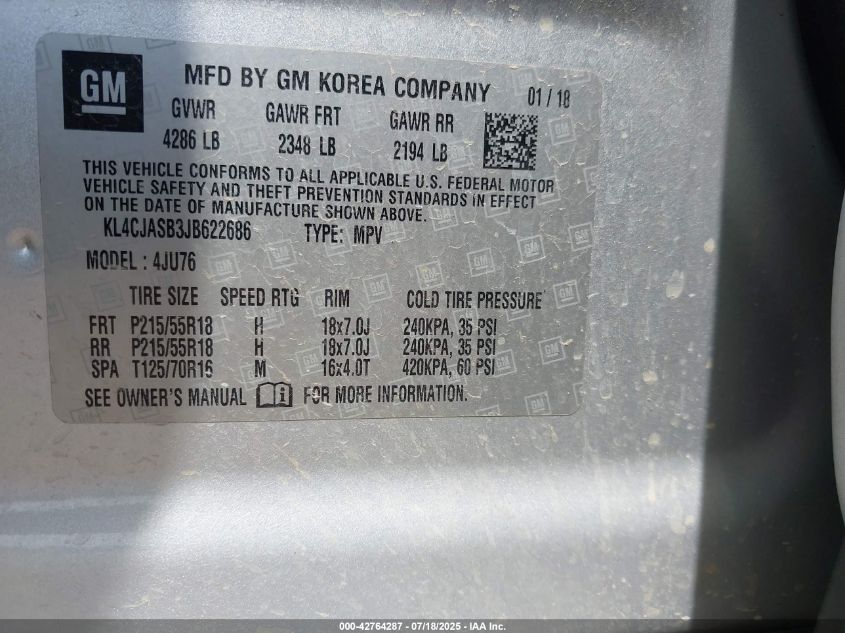 GM
MFD BY GM KOREA COMPANY 01 / 18
GVWR GAWR FRT GAWR RR
4286 LB 2348 LB 2194 LB
THIS VEHICLE CONFORMS TO ALL APPLICABLE U.S. FEDERAL MOTOR
VEHICLE SAFETY AND THEFT PREVENTION STANDARDS IN EFFECT
ON THE DATE OF MANUFACTURE SHOWN ABOVE.
KL4CJASB3JB622686 TYPE: MPV
MODEL : 4JU76
TIRE SIZE SPEED RTG RIM COLD TIRE PRESSURE
FRT P215/55R18 H 18x7.0J 240KPA, 35 PSI
RR P215/55R18 H 18x7.0J 240KPA, 35 PSI
SPA T125/70R16 M 16x4.0T 420KPA, 60 PSI
SEE OWNER'S MANUAL FOR MORE INFORMATION.
000-42764287 - 07/18/2025 - IAA Inc.